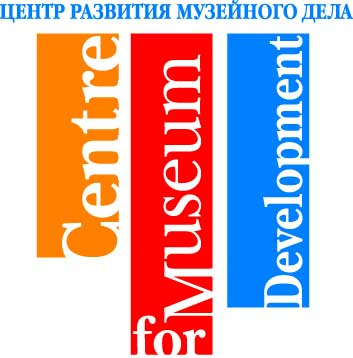 ЦЕНТР РАЗВИТИЯ МУЗЕЙНОГО ДЕЛА
Centre
for Museum
Development